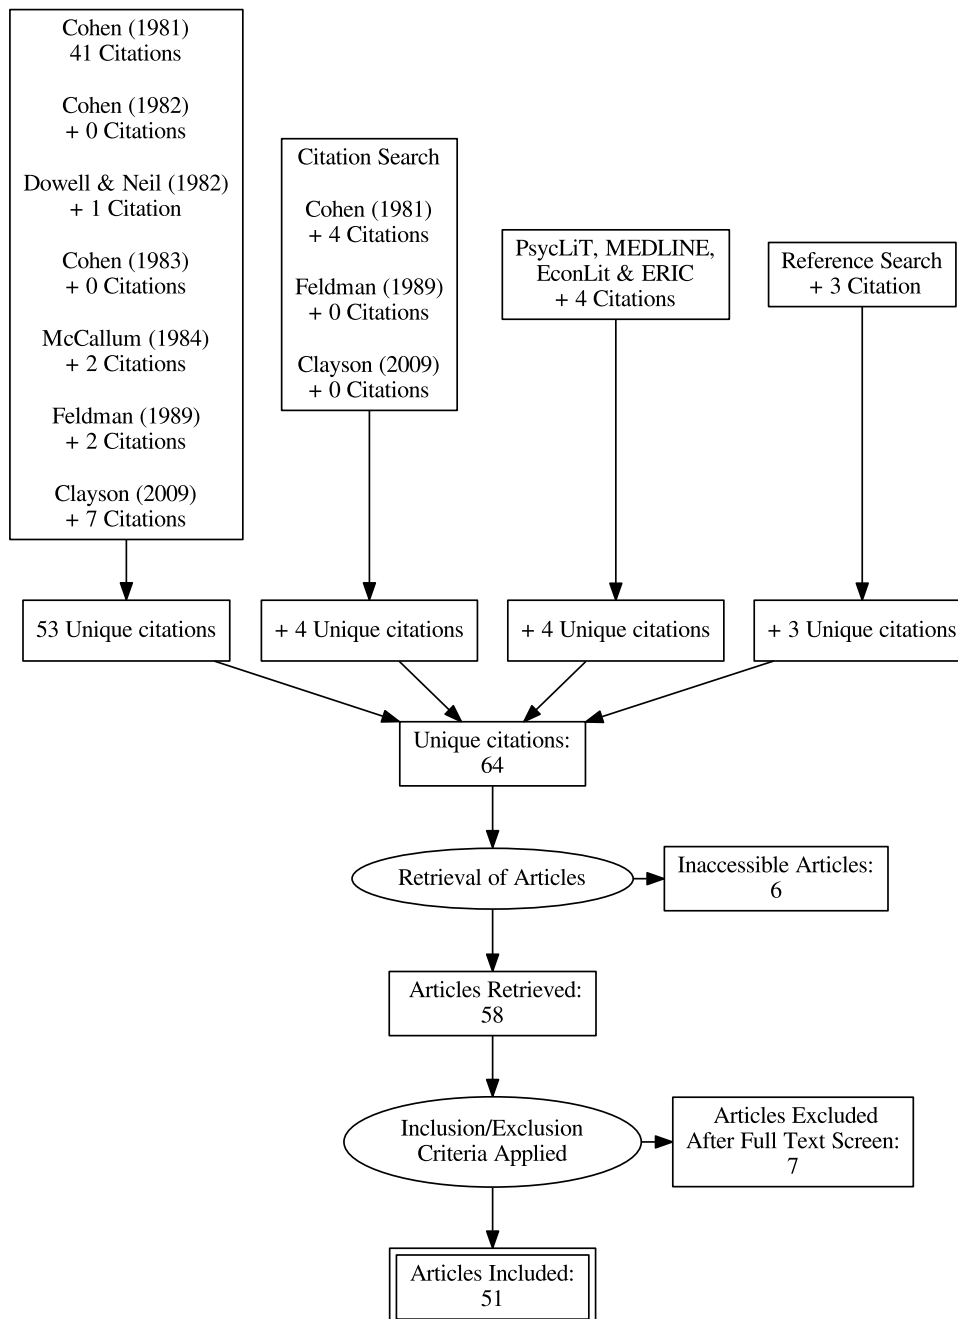 Cohen (1981)
41 Citations
Cohen (1982)
+ 0 Citations
Dowell & Neil (1982)
+ 1 Citation
Cohen (1983)
+ 0 Citations
McCallum (1984)
+ 2 Citations
Feldman (1989)
+ 2 Citations
Clayson (2009)
+ 7 Citations
Citation Search
Cohen (1981)
+ 4 Citations
Feldman (1989)
+ 0 Citations
Clayson (2009)
+ 0 Citations
PsycLiT, MEDLINE,
EconLit & ERIC
+ 4 Citations
Reference Search
+ 3 Citation
53 Unique citations
+ 4 Unique citations
+ 4 Unique citations
+ 3 Unique citations
Unique citations:
64
Retrieval of Articles
Inaccessible Articles:
6
Articles Retrieved:
58
Inclusion/Exclusion
Criteria Applied
Articles Excluded
After Full Text Screen:
7
Articles Included:
51